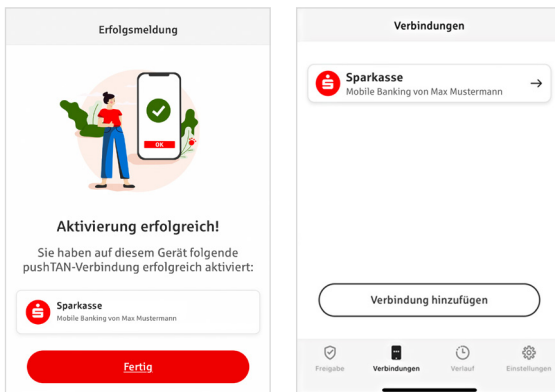 Erfolgsmeldung
OK
Aktivierung erfolgreich!
Sie haben auf diesem Gerät folgende
pushTAN-Verbindung erfolgreich aktiviert:
Sparkasse
Mobile Banking von Max Mustermann
Fertig
Verbindungen
Sparkasse
Mobile Banking von Max Mustermann
Verbindung hinzufügen
Freigabe
Verbindungen
Verlauf
Einstellungen